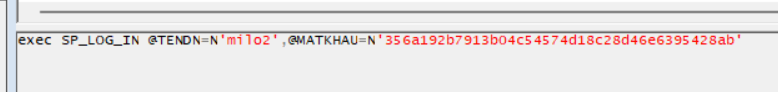 exec SP_LOG_IN @TENDN=N'milo2',@MATKHAU=N'356a192b7913b04c54574d18c28d46e6395428ab'